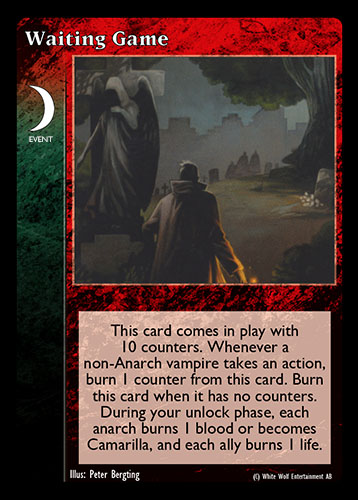 Waiting Game
EVENT
This card comes in play with
10 counters. Whenever a
non-Anarch vampire takes an action,
burn 1 counter from this card. Burn
this card when it has no counters.
During your unlock phase, each
anarch burns 1 blood or becomes
Camarilla, and each ally burns 1 life.
Illus: Peter Bergting
(C) White Wolf Entertainment AB